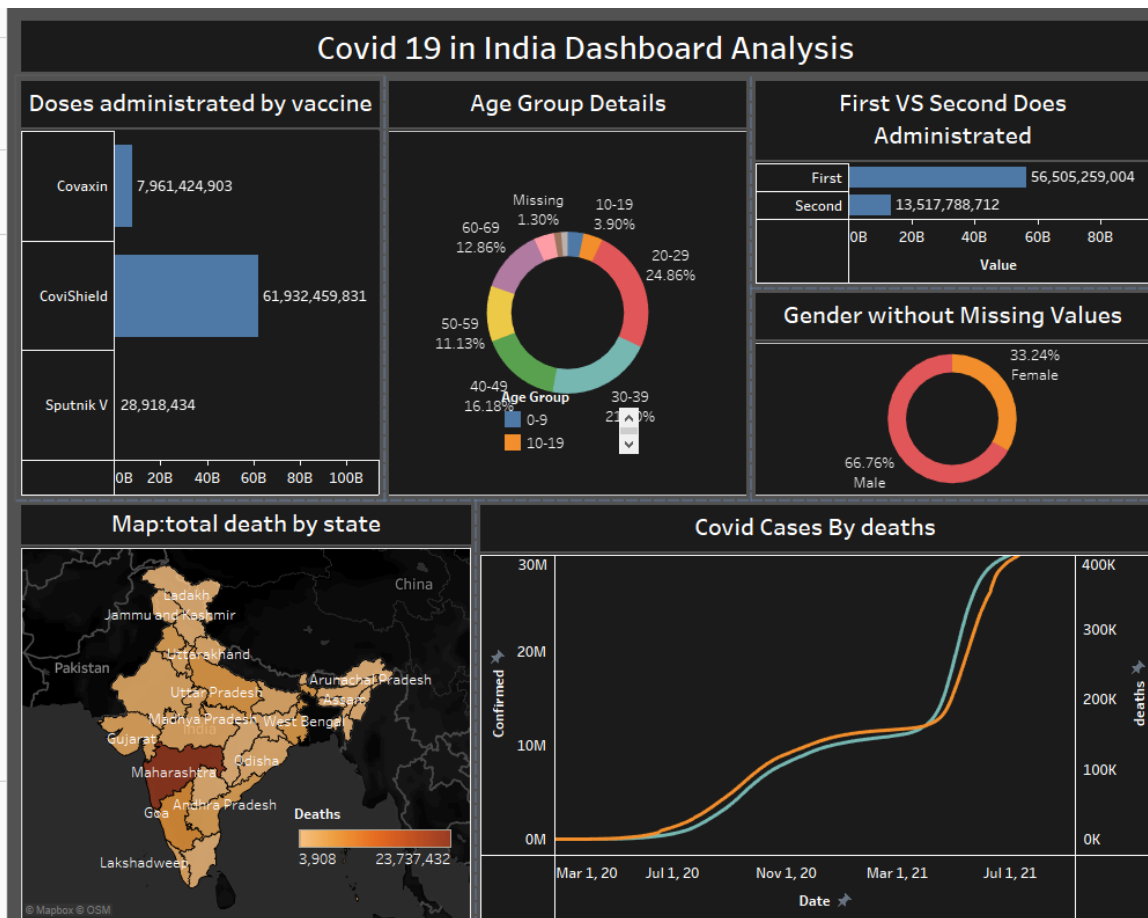 Covid 19 in India Dashboard Analysis
Doses administrated by vaccine
Covaxin
7,961,424,903
CoviShield
61,932,459,831
Sputnik V
28,918,434
0B 20B 40B 60B 80B 100B
Age Group Details
Missing
1.30%
10-19
3.90%
60-69
12.86%
20-29
24.86%
50-59
11.13%
40-49
16.18%
30-39
Age Group
0-9
10-19
First VS Second Does
Administrated
First
56,505,259,004
Second
13,517,788,712
0B 20B 40B 60B 80B
Value
Gender without Missing Values
33.24%
Female
66.76%
Male
Map:total death by state
China
Ladakh
Jammu and Kashmir
Pakistan
Uttarakhand
Arunachal Pradesh
Uttar Pradesh
Assam
Madhya Pradesh
West Bengal
India
Gujarat
Odisha
Maharashtra
Andhra Pradesh
Goa
Deaths
3,908 23,737,432
Lakshadweep
© Mapbox © OSM
Covid Cases By deaths
30M
20M
10M
0M
Confirmed
400K
300K
200K
100K
0K
deaths
Mar 1, 20 Jul 1, 20 Nov 1, 20 Mar 1, 21 Jul 1, 21
Date